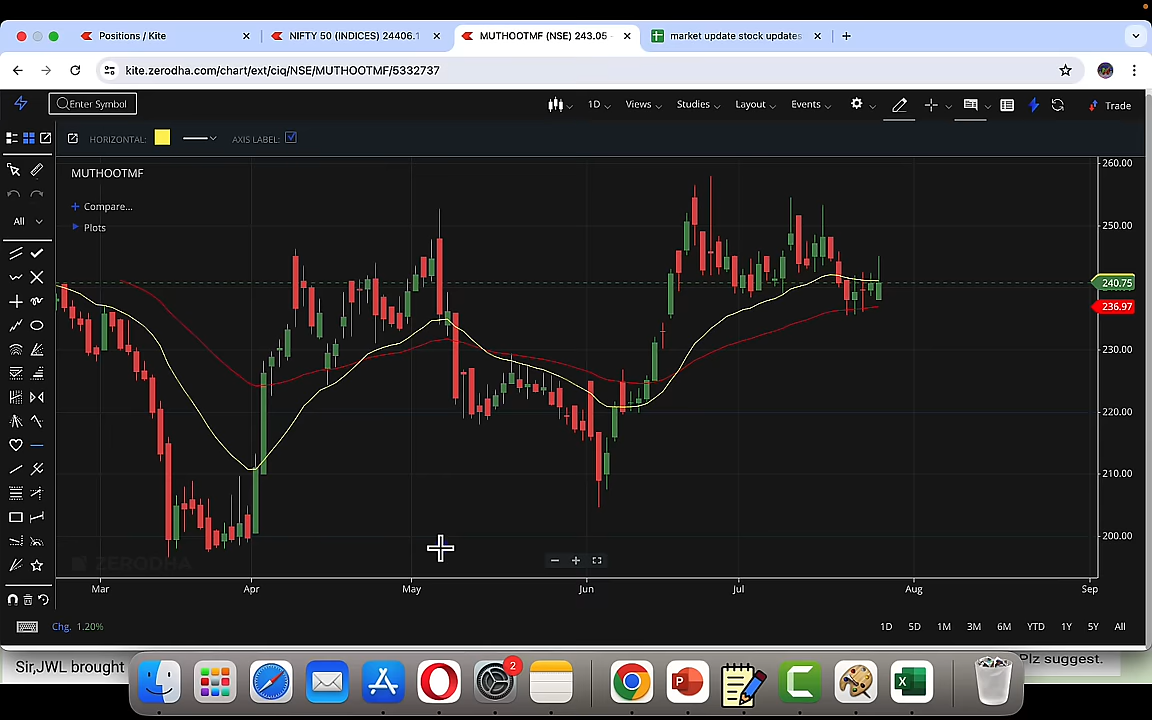 Positions / Kite
NIFTY 50 (INDICES) 24406.1
MUTHOOTMF (NSE) 243.05
market update stock updates
kite.zerodha.com/chart/ext/ciq/NSE/MUTHOOTMF/5332737
Enter Symbol
1D
Views
Studies
Layout
Events
Trade
HORIZONTAL:
AXIS LABEL:
MUTHOOTMF
Compare...
Plots
All
260.00
250.00
240.75
236.97
230.00
220.00
210.00
200.00
ZERODHA
Mar
Apr
May
Jun
Jul
Aug
Sep
Chg. 1.20%
1D 5D 1M 3M 6M YTD 1Y 5Y All
Sir,JWL brought
Plz suggest.
2